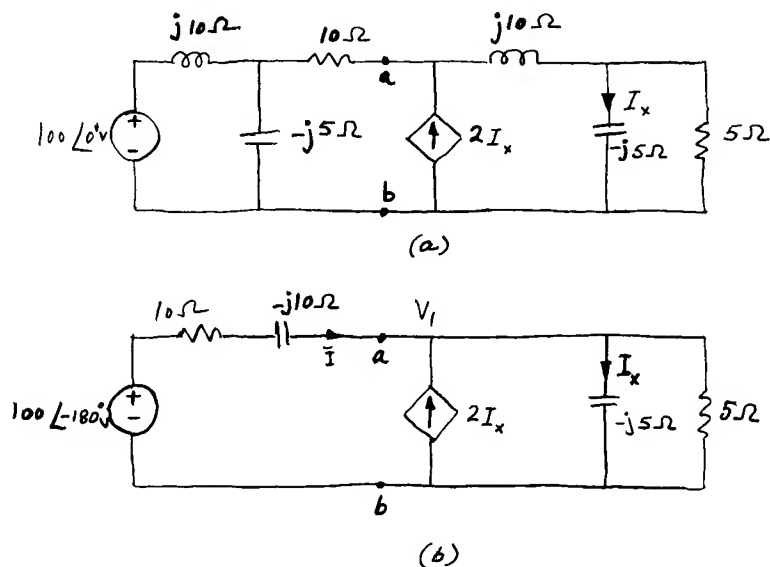 j10Ω 10Ω j10Ω
a
+
-
100∠0°v
-j5Ω
2Iₓ
Iₓ
-j5Ω
5Ω
b
(a)
10Ω -j10Ω V₁
Ī a
+
-
100∠-180°v
2Iₓ
Iₓ
-j5Ω
5Ω
b
(b)